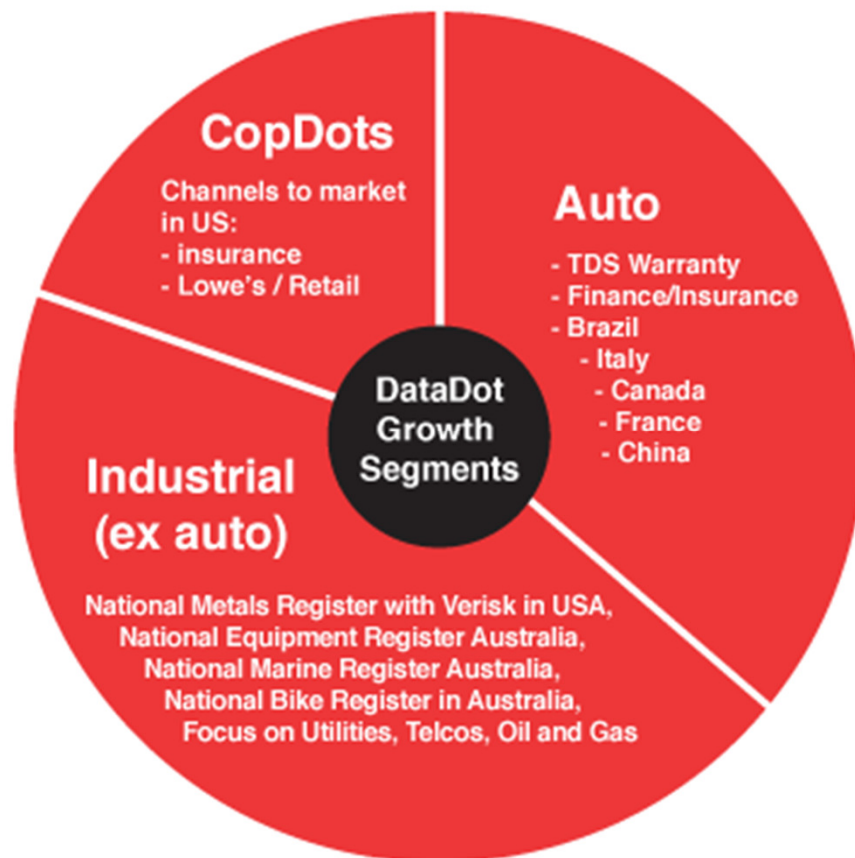 CopDots
Channels to market
in US:
- insurance
- Lowe's / Retail
Auto
- TDS Warranty
- Finance/Insurance
- Brazil
- Italy
- Canada
- France
- China
DataDot
Growth
Segments
Industrial
(ex auto)
National Metals Register with Verisk in USA,
National Equipment Register Australia,
National Marine Register Australia,
National Bike Register in Australia,
Focus on Utilities, Telcos, Oil and Gas